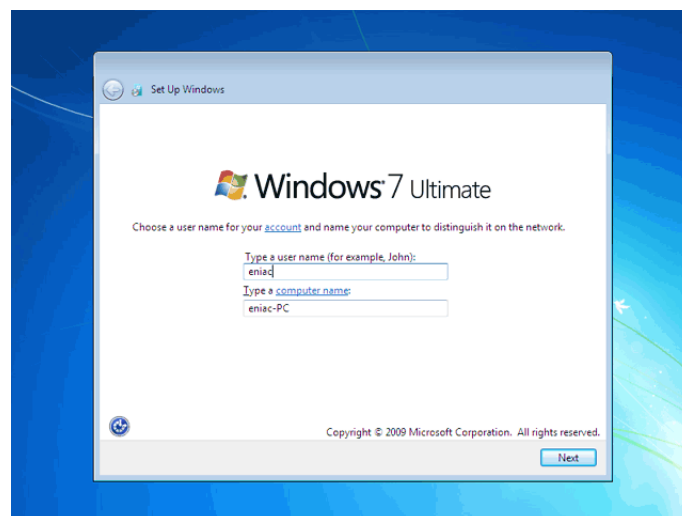 Set Up Windows
Windows 7 Ultimate
Choose a user name for your account and name your computer to distinguish it on the network.
Type a user name (for example, John):
eniac
Type a computer name:
eniac-PC
Copyright © 2009 Microsoft Corporation. All rights reserved.
Next